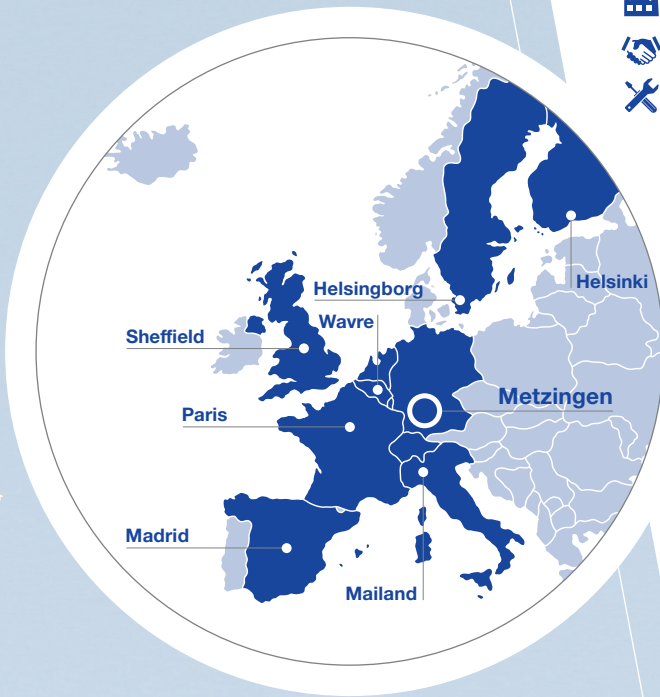 Helsingborg
Helsinki
Wavre
Sheffield
Metzingen
Paris
Madrid
Mailand